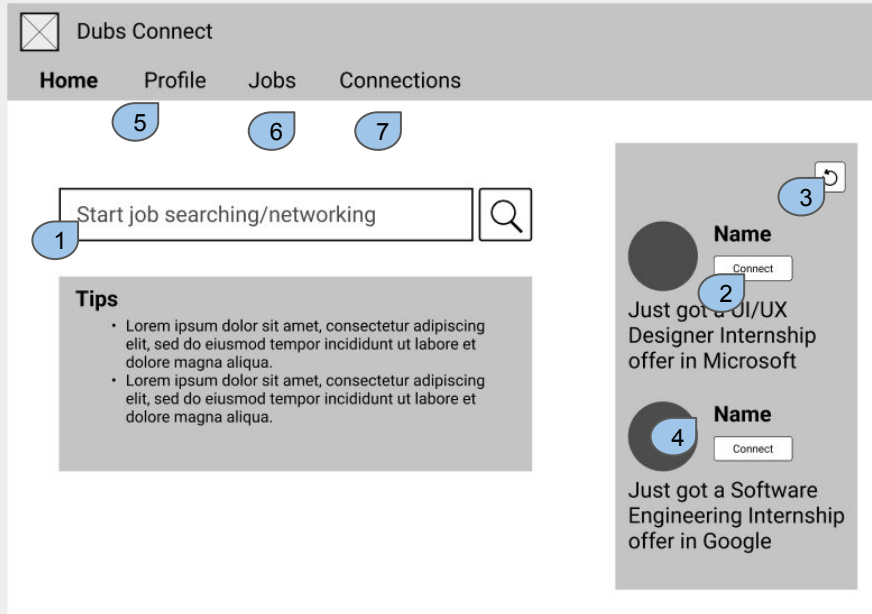 Dubs Connect
Home Profile Jobs Connections
5 6 7
Start job searching/networking
1
Tips
• Lorem ipsum dolor sit amet, consectetur adipiscing
elit, sed do eiusmod tempor incididunt ut labore et
dolore magna aliqua.
• Lorem ipsum dolor sit amet, consectetur adipiscing
elit, sed do eiusmod tempor incididunt ut labore et
dolore magna aliqua.
3
Name
Connect
2
Just got a UI/UX
Designer Internship
offer in Microsoft
Name
4
Connect
Just got a Software
Engineering Internship
offer in Google